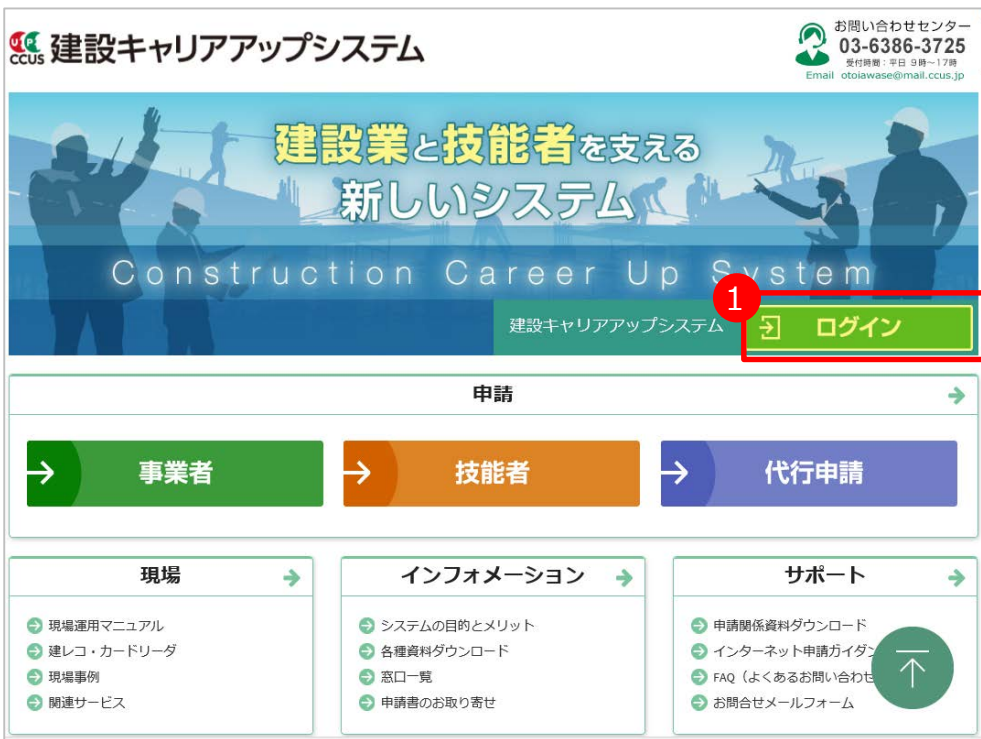 CCUS 建設キャリアアップシステム
お問い合わせセンター
03-6386-3725
受付時間：平日 9時～17時
Email otoiawase@mail.ccus.jp
建設業と技能者を支える
新しいシステム
Construction Career Up System
1
建設キャリアアップシステム
ログイン
申請
事業者
技能者
代行申請
現場
現場運用マニュアル
建レコ・カードリーダ
現場事例
関連サービス
インフォメーション
システムの目的とメリット
各種資料ダウンロード
窓口一覧
申請書のお取り寄せ
サポート
申請関係資料ダウンロード
インターネット申請ガイダン
FAQ（よくあるお問い合わせ
お問合せメールフォーム